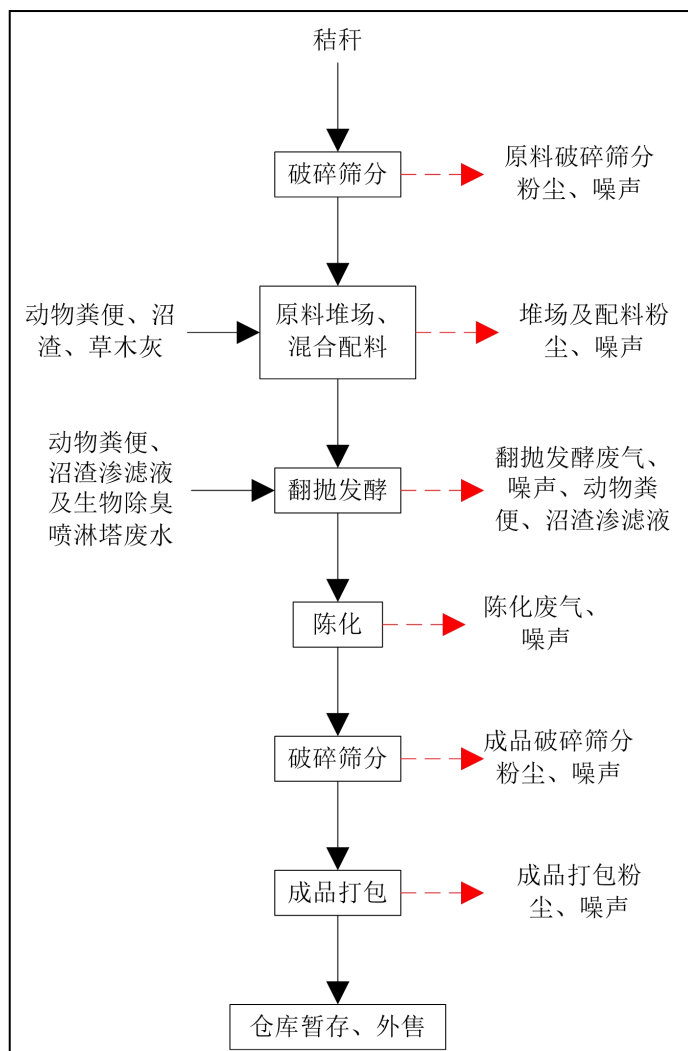 秸秆
破碎筛分
原料破碎筛分
粉尘、噪声
动物粪便、沼
渣、草木灰
原料堆场、
混合配料
堆场及配料粉
尘、噪声
动物粪便、
沼渣渗滤液
及生物除臭
喷淋塔废水
翻抛发酵
翻抛发酵废气、
噪声、动物粪
便、沼渣渗滤液
陈化
陈化废气、
噪声
破碎筛分
成品破碎筛分
粉尘、噪声
成品打包
成品打包粉
尘、噪声
仓库暂存、外售